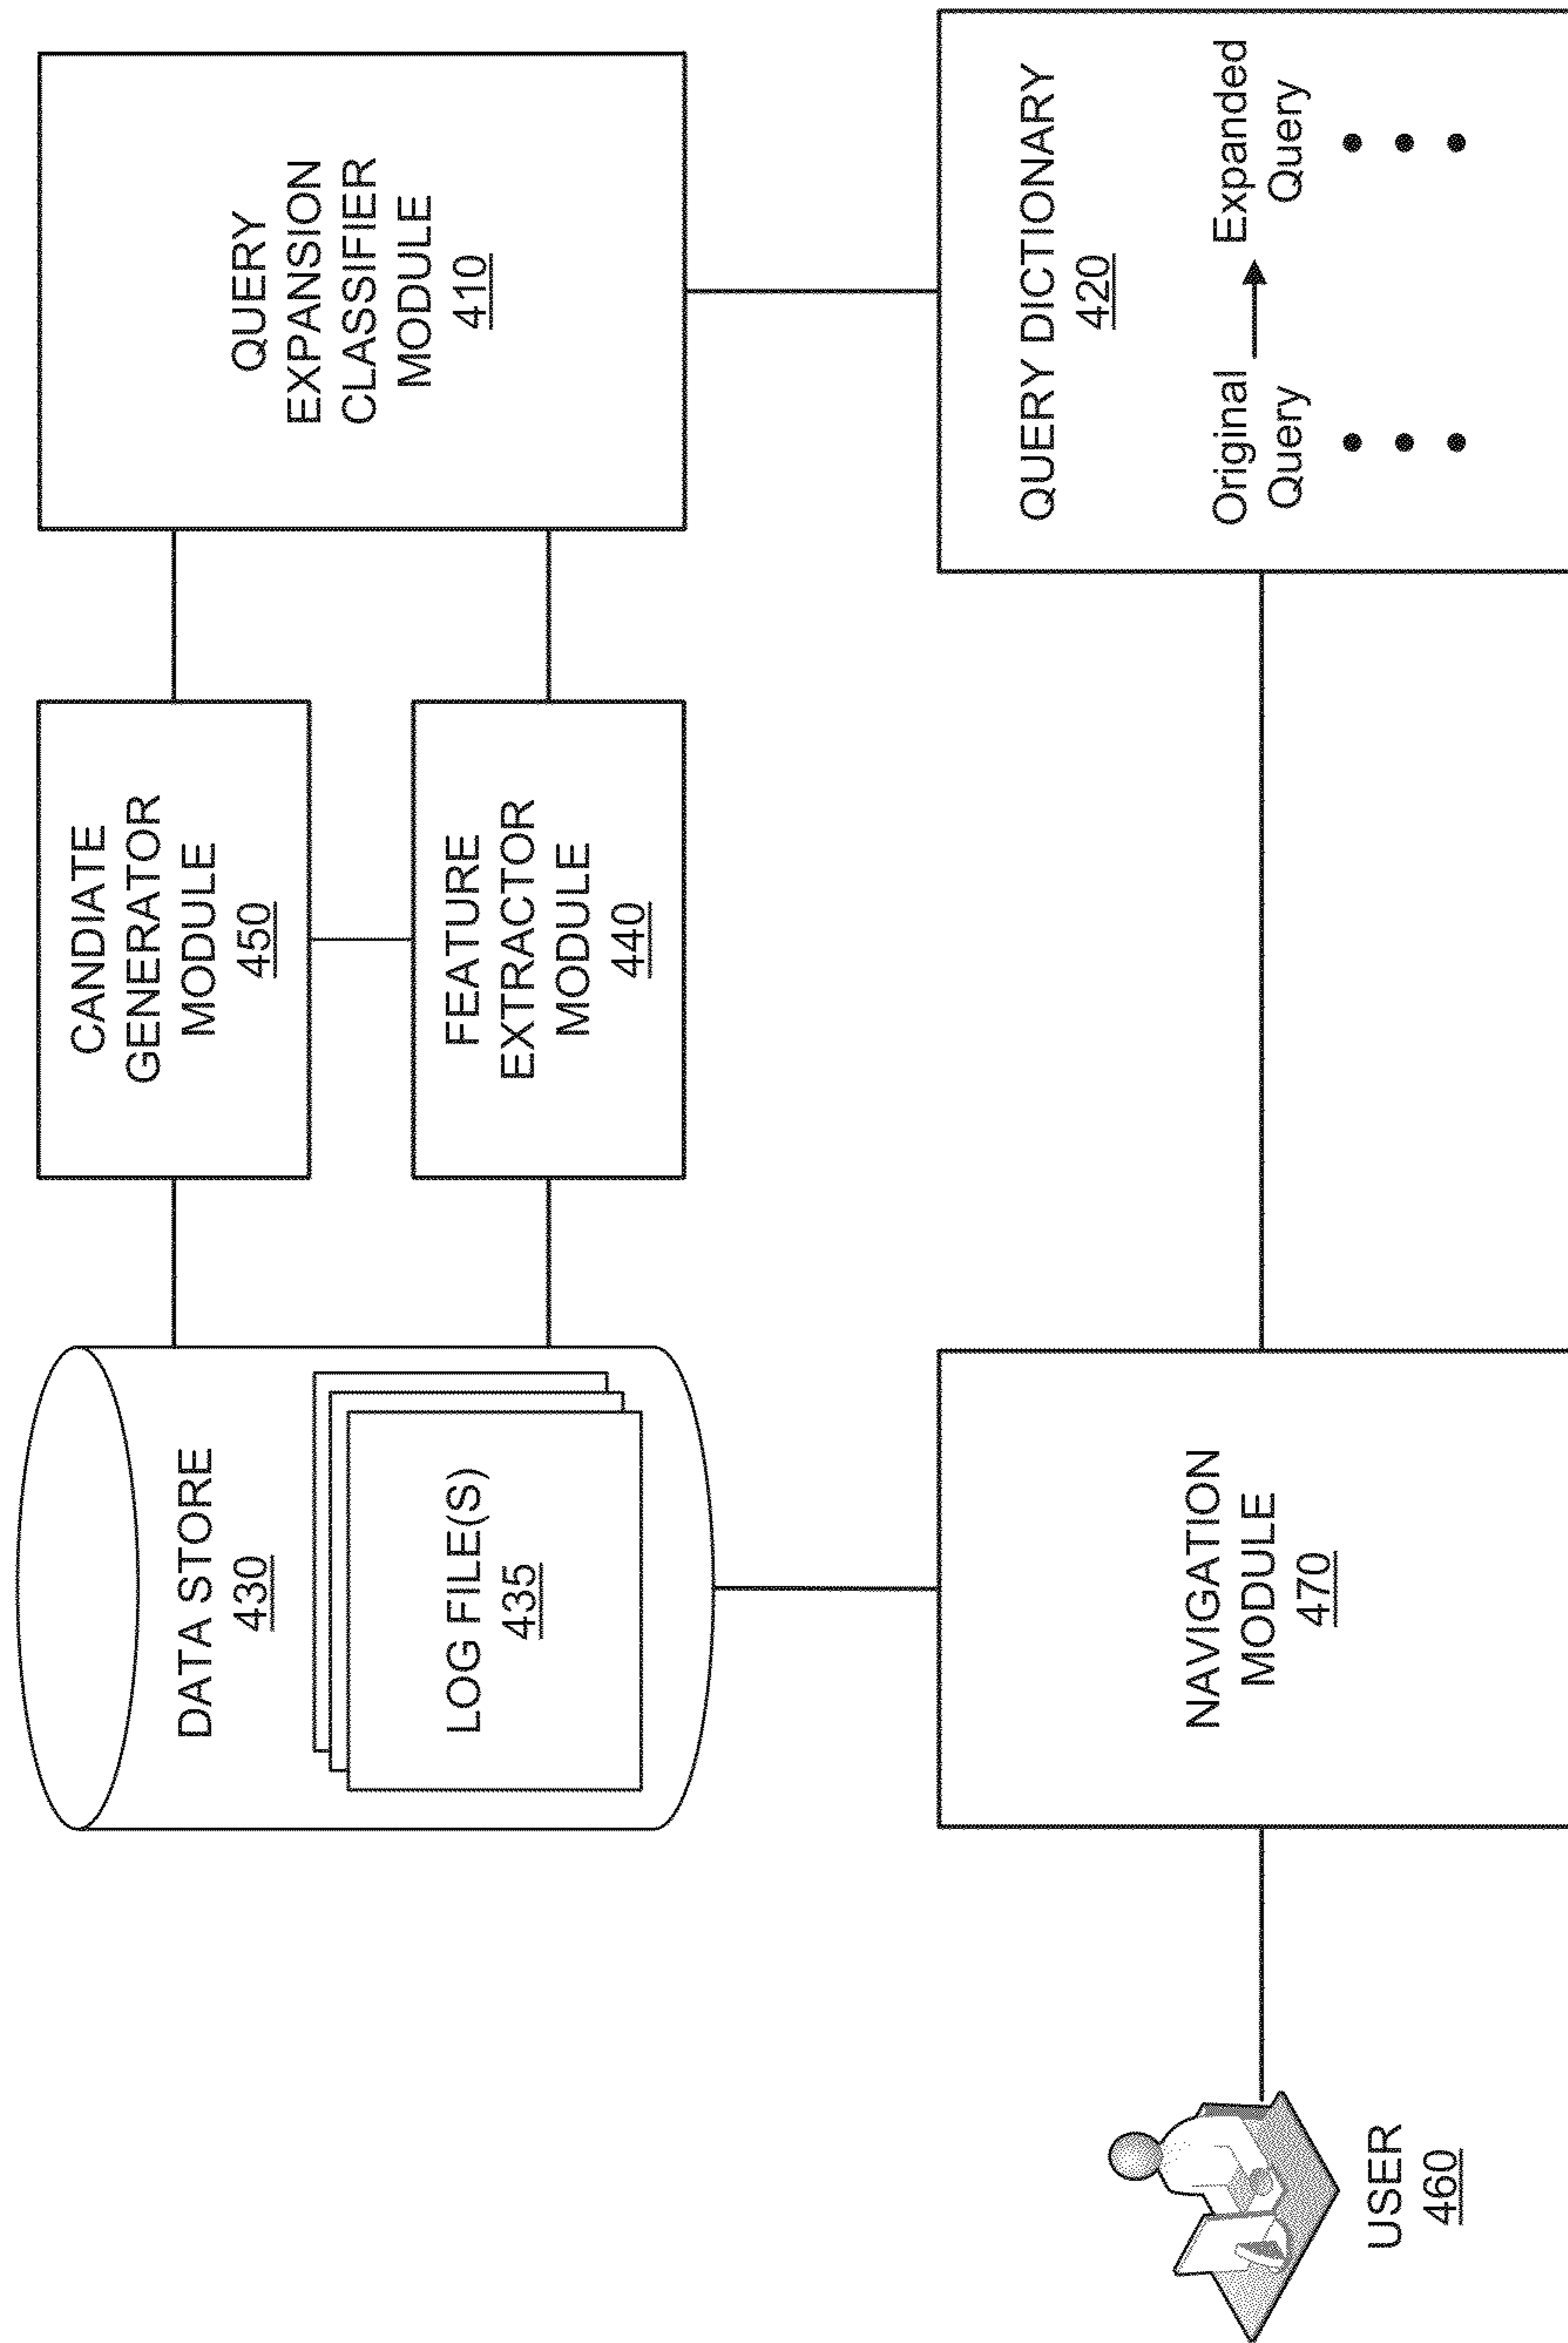 DATA STORE
430
LOG FILE(S)
435
CANDIATE
GENERATOR
MODULE
450
FEATURE
EXTRACTOR
MODULE
440
QUERY
EXPANSION
CLASSIFIER
MODULE
410
USER
460
NAVIGATION
MODULE
470
QUERY DICTIONARY
420
Original Expanded
Query Query